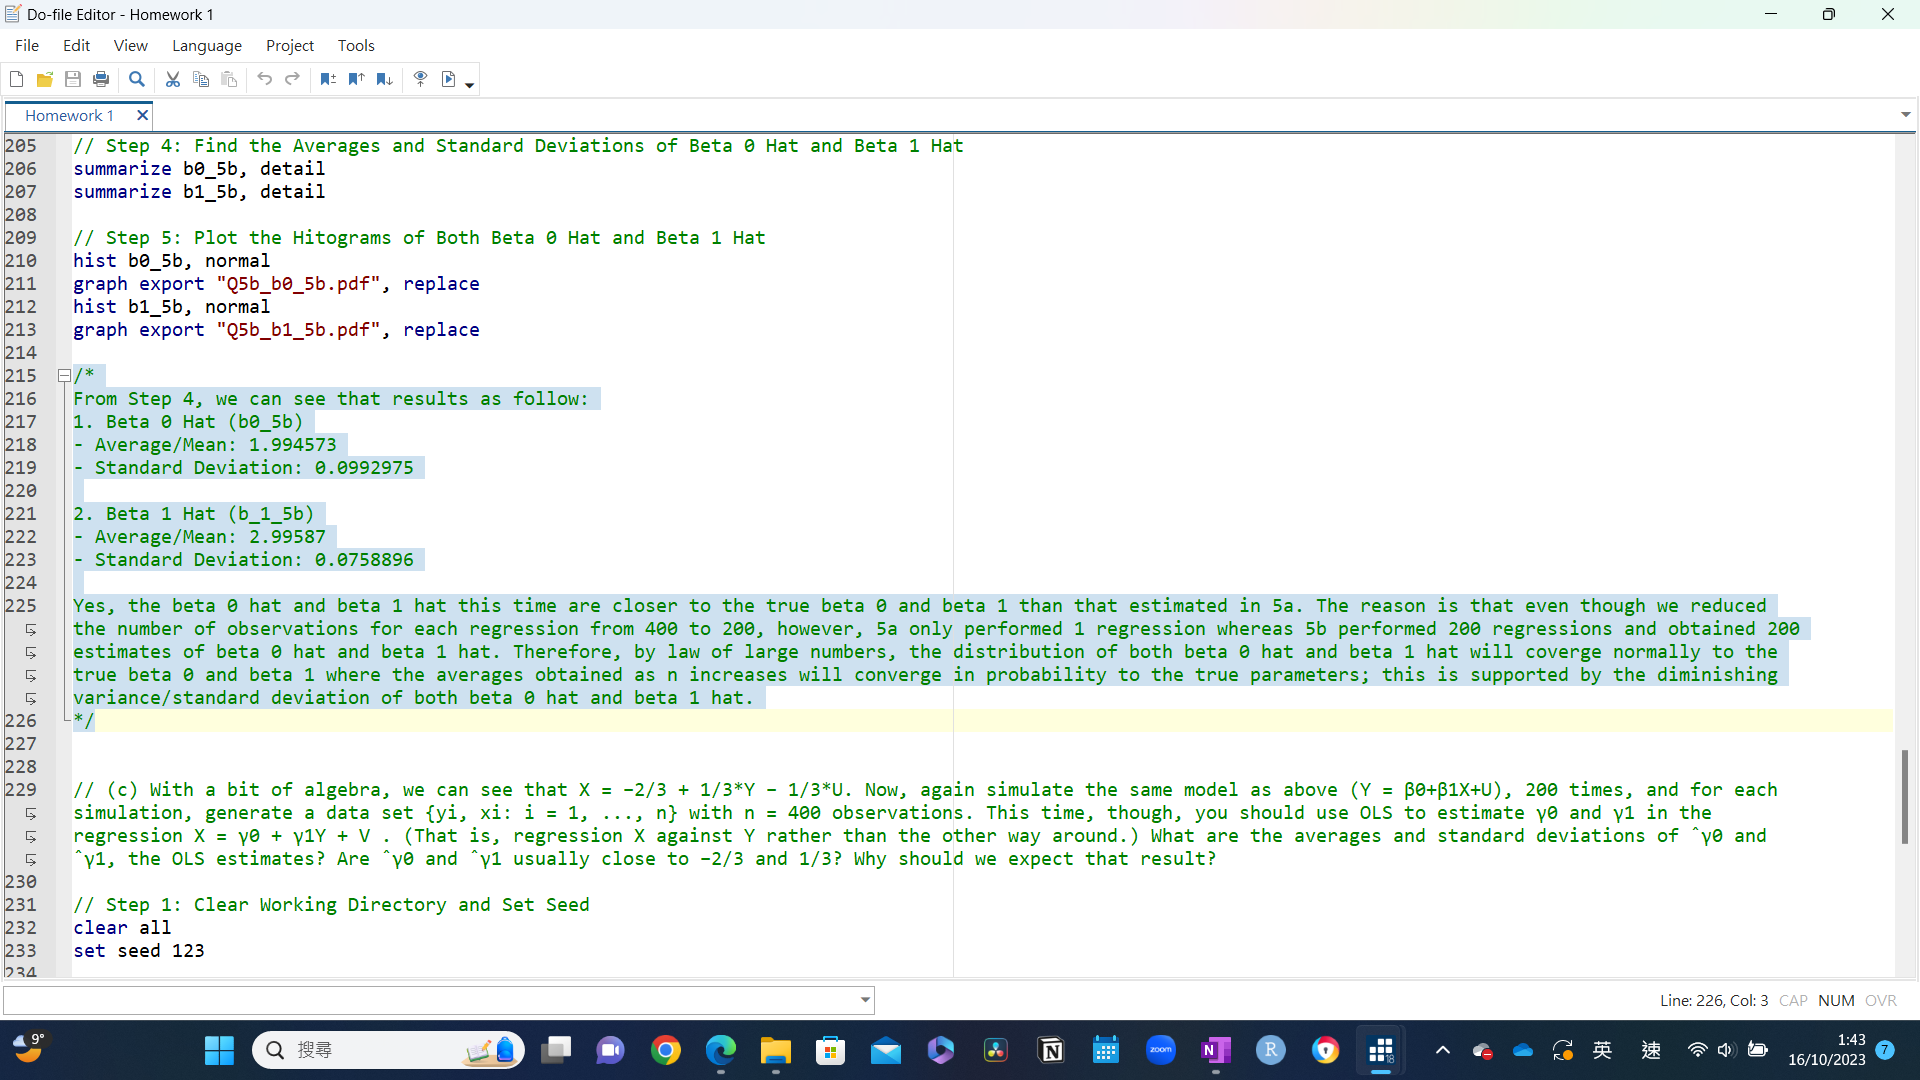 Do-file Editor - Homework 1
File Edit View Language Project Tools
Homework 1
205 // Step 4: Find the Averages and Standard Deviations of Beta 0 Hat and Beta 1 Hat
206 summarize b0_5b, detail
207 summarize b1_5b, detail
208
209 // Step 5: Plot the Hitograms of Both Beta 0 Hat and Beta 1 Hat
210 hist b0_5b, normal
211 graph export "Q5b_b0_5b.pdf", replace
212 hist b1_5b, normal
213 graph export "Q5b_b1_5b.pdf", replace
214
215 /*
216 From Step 4, we can see that results as follow:
217 1. Beta 0 Hat (b0_5b)
218 - Average/Mean: 1.994573
219 - Standard Deviation: 0.0992975
220
221 2. Beta 1 Hat (b_1_5b)
222 - Average/Mean: 2.99587
223 - Standard Deviation: 0.0758896
224
225 Yes, the beta 0 hat and beta 1 hat this time are closer to the true beta 0 and beta 1 than that estimated in 5a. The reason is that even though we reduced
the number of observations for each regression from 400 to 200, however, 5a only performed 1 regression whereas 5b performed 200 regressions and obtained 200
estimates of beta 0 hat and beta 1 hat. Therefore, by law of large numbers, the distribution of both beta 0 hat and beta 1 hat will coverge normally to the
true beta 0 and beta 1 where the averages obtained as n increases will converge in probability to the true parameters; this is supported by the diminishing
variance/standard deviation of both beta 0 hat and beta 1 hat.
226 */
227
228
229 // (c) With a bit of algebra, we can see that X = −2/3 + 1/3*Y − 1/3*U. Now, again simulate the same model as above (Y = β0+β1X+U), 200 times, and for each
simulation, generate a data set {yi, xi: i = 1, ..., n} with n = 400 observations. This time, though, you should use OLS to estimate γ0 and γ1 in the
regression X = γ0 + γ1Y + V . (That is, regression X against Y rather than the other way around.) What are the averages and standard deviations of ˆγ0 and
ˆγ1, the OLS estimates? Are ˆγ0 and ˆγ1 usually close to −2/3 and 1/3? Why should we expect that result?
230
231 // Step 1: Clear Working Directory and Set Seed
232 clear all
233 set seed 123
234
Line: 226, Col: 3 CAP NUM OVR
9°
搜尋
zoom
N
R
18
英
速
1:43
16/10/2023
7